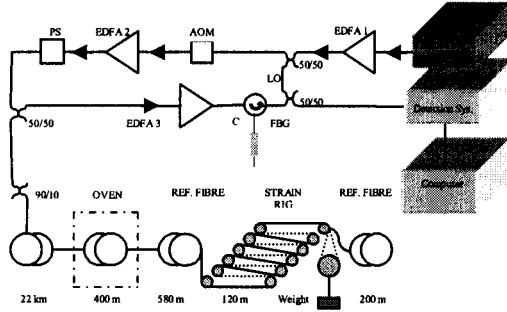 PS
EDFA 2
AOM
EDFA 1
50/50
LO
50/50
50/50
EDFA 3
C
FBG
Detection Sys.
Computer
90/10
OVEN
REF. FIBRE
STRAIN
RIG
REF. FIBRE
22 km
400 m
580 m
120 m
Weight
200 m